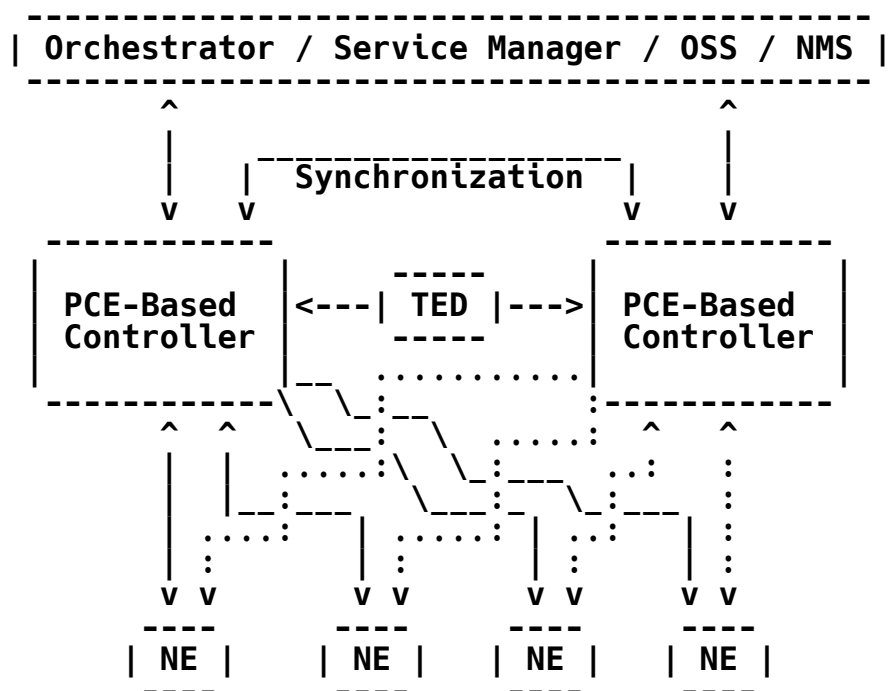 Orchestrator / Service Manager / OSS / NMS
Synchronization
PCE-Based Controller
TED
PCE-Based Controller
NE
NE
NE
NE